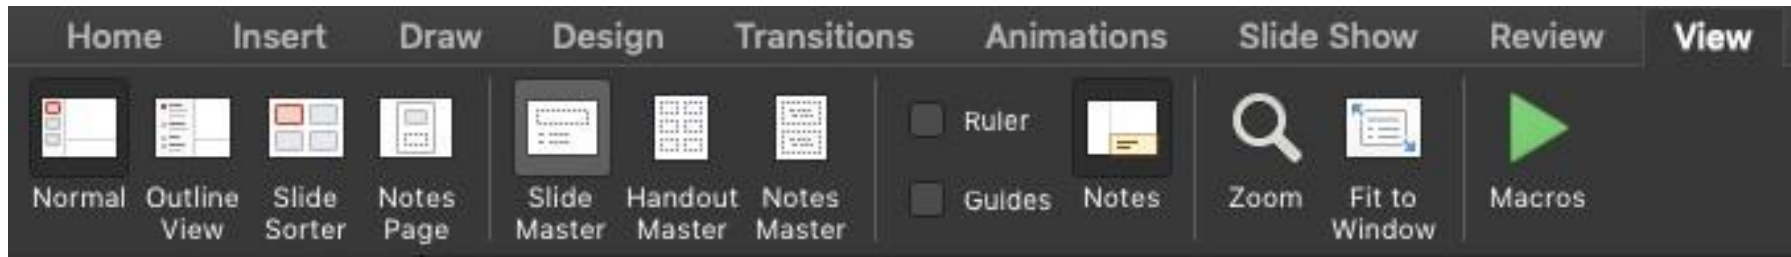 Home Insert Draw Design Transitions Animations Slide Show Review View
Normal
Outline
View
Slide
Sorter
Notes
Page
Slide
Master
Handout
Master
Notes
Master
Ruler
Guides
Notes
Zoom
Fit to
Window
Macros